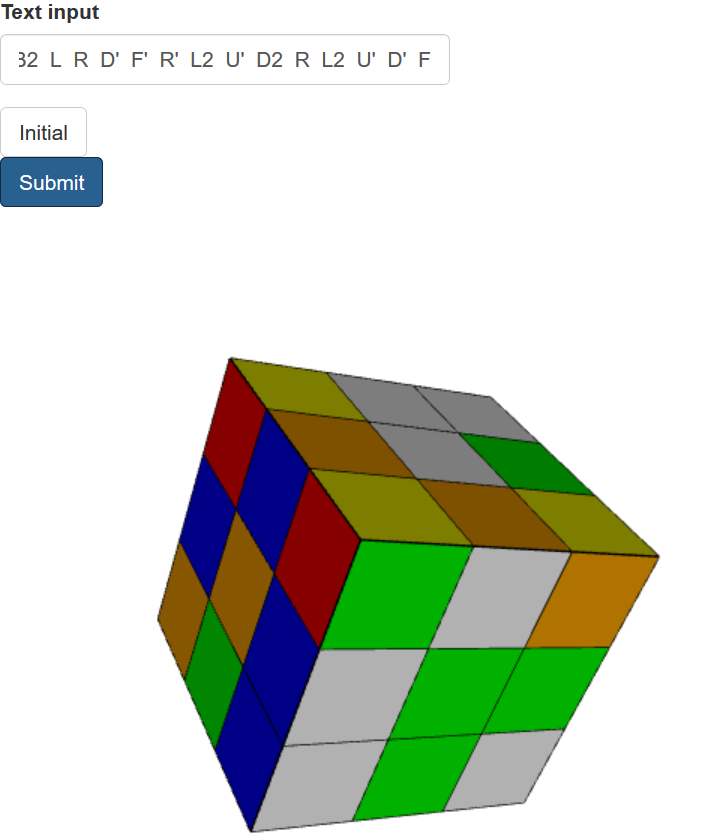 Text input
L R D' F' R' L2 U' D2 R L2 U' D' F
Initial
Submit